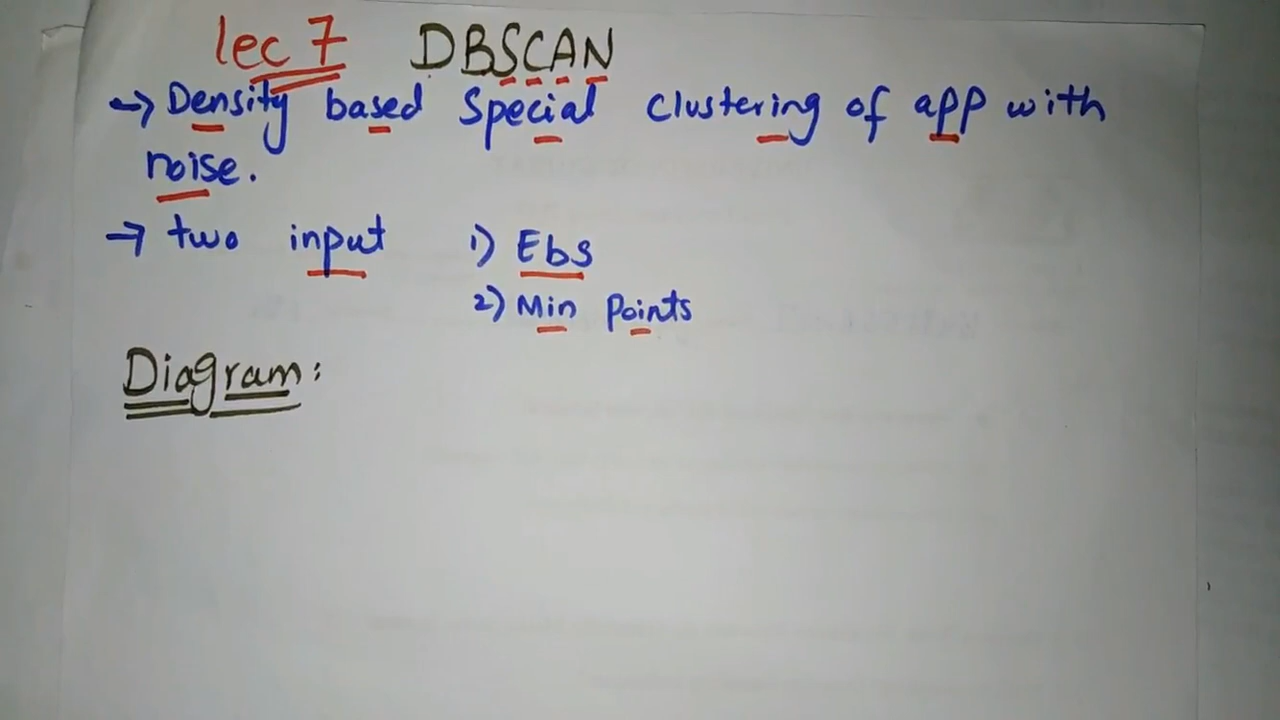 lec 7 DBSCAN
→ Density based Special Clustering of app with
noise.
→ two input 1) Ebs
2) Min Points
Diagram: